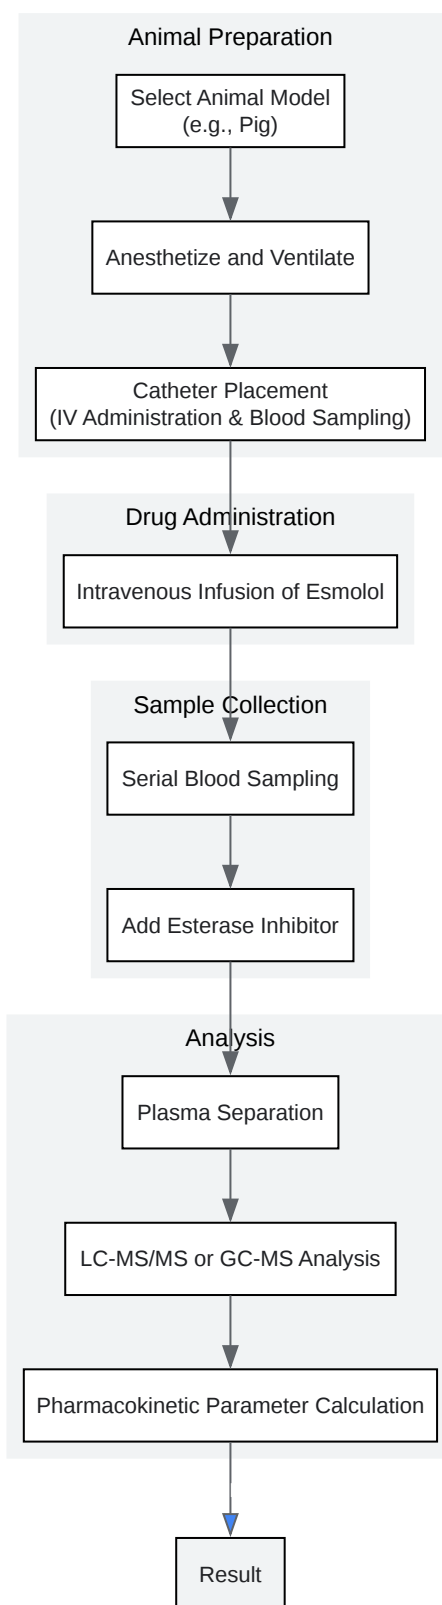 Animal Preparation
Select Animal Model
(e.g., Pig)
Anesthetize and Ventilate
Catheter Placement
(IV Administration & Blood Sampling)
Drug Administration
Intravenous Infusion of Esmolol
Sample Collection
Serial Blood Sampling
Add Esterase Inhibitor
Analysis
Plasma Separation
LC-MS/MS or GC-MS Analysis
Pharmacokinetic Parameter Calculation
Result